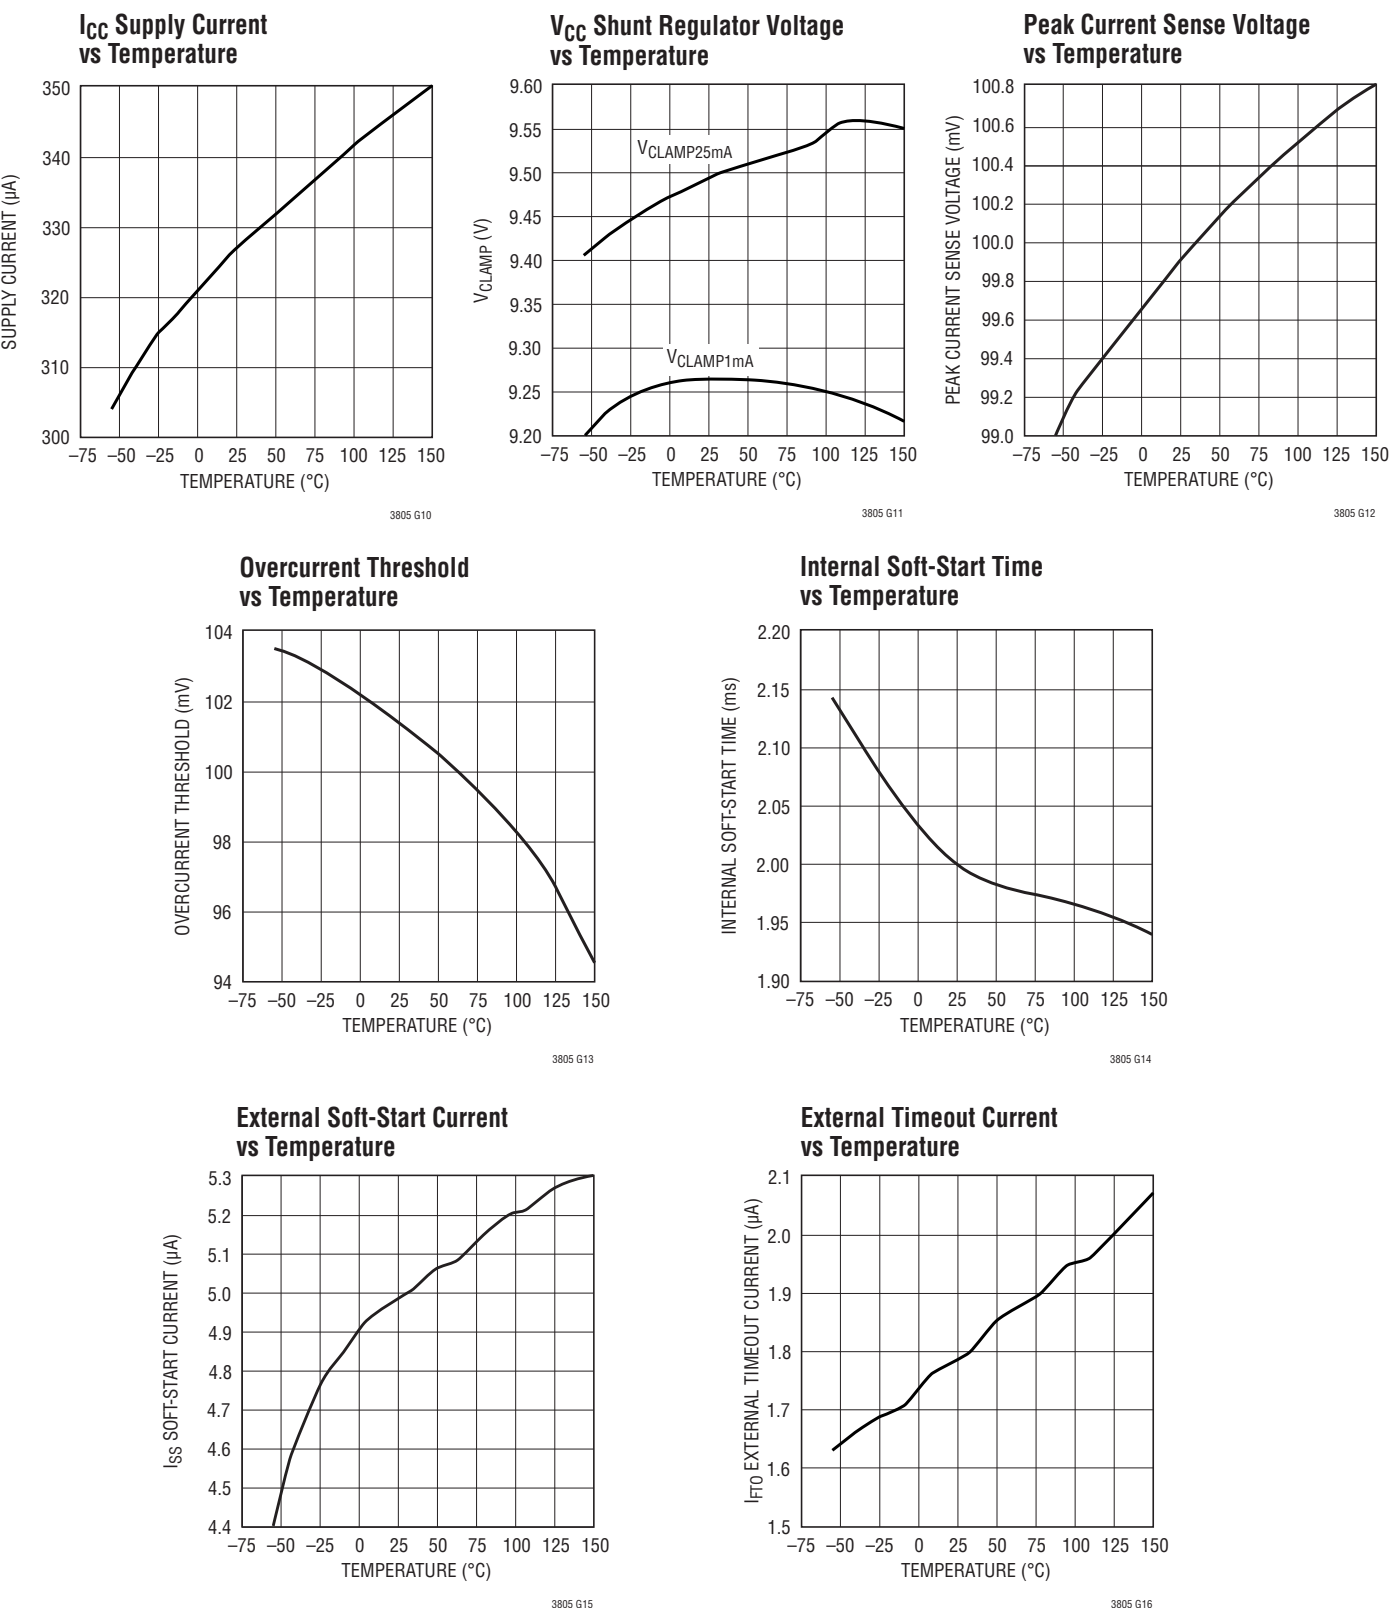 ICC Supply Current
vs Temperature
SUPPLY CURRENT (µA)
350
340
330
320
310
300
–75 –50 –25 0 25 50 75 100 125 150
TEMPERATURE (°C)
3805 G10
VCC Shunt Regulator Voltage
vs Temperature
VCLAMP (V)
9.60
9.55
9.50
9.45
9.40
9.35
9.30
9.25
9.20
VCLAMP25mA
VCLAMP1mA
–75 –50 –25 0 25 50 75 100 125 150
TEMPERATURE (°C)
3805 G11
Peak Current Sense Voltage
vs Temperature
PEAK CURRENT SENSE VOLTAGE (mV)
100.8
100.6
100.4
100.2
100.0
99.8
99.6
99.4
99.2
99.0
–75 –50 –25 0 25 50 75 100 125 150
TEMPERATURE (°C)
3805 G12
Overcurrent Threshold
vs Temperature
OVERCURRENT THRESHOLD (mV)
104
102
100
98
96
94
–75 –50 –25 0 25 50 75 100 125 150
TEMPERATURE (°C)
3805 G13
Internal Soft-Start Time
vs Temperature
INTERNAL SOFT-START TIME (ms)
2.20
2.15
2.10
2.05
2.00
1.95
1.90
–75 –50 –25 0 25 50 75 100 125 150
TEMPERATURE (°C)
3805 G14
External Soft-Start Current
vs Temperature
ISS SOFT-START CURRENT (µA)
5.3
5.2
5.1
5.0
4.9
4.8
4.7
4.6
4.5
4.4
–75 –50 –25 0 25 50 75 100 125 150
TEMPERATURE (°C)
3805 G15
External Timeout Current
vs Temperature
IFTO EXTERNAL TIMEOUT CURRENT (µA)
2.1
2.0
1.9
1.8
1.7
1.6
1.5
–75 –50 –25 0 25 50 75 100 125 150
TEMPERATURE (°C)
3805 G16